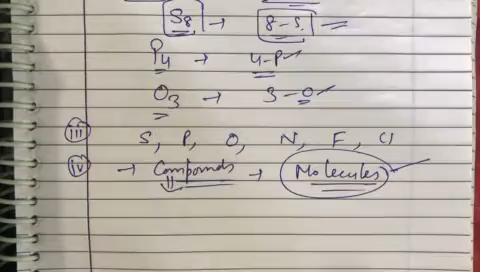 S8 → 8-S
P4 → 4-P
O3 → 3-O
(iii) S, P, O, N, F, Cl
(iv) → Compounds → Molecules